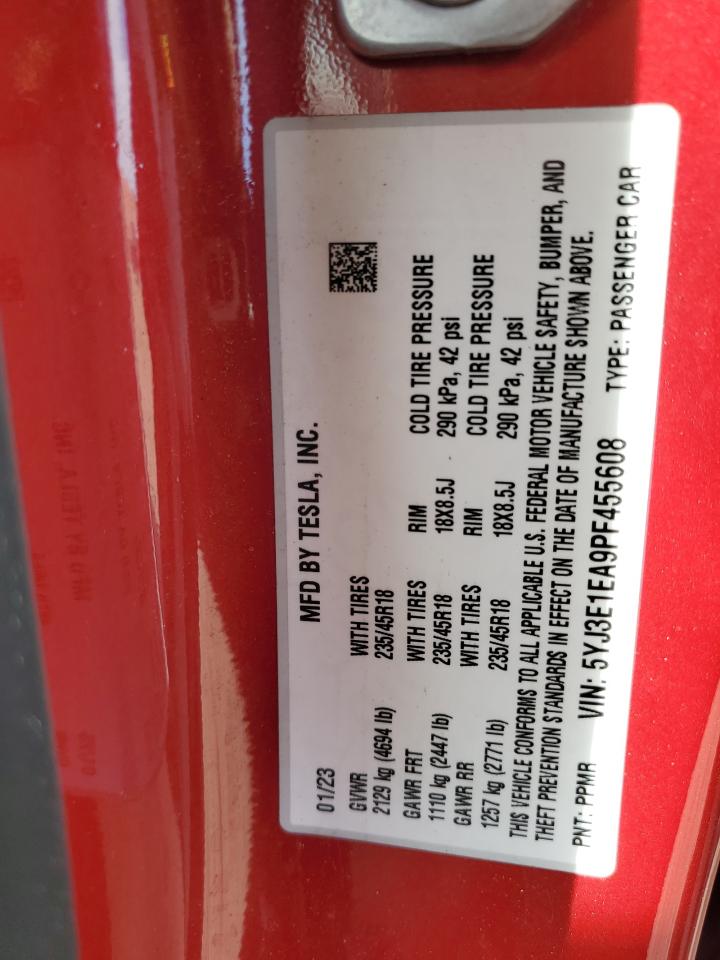 MFD BY TESLA, INC.
01/23
GVWR WITH TIRES
2129 kg (4694 lb) 235/45R18
GAWR FRT WITH TIRES RIM COLD TIRE PRESSURE
1110 kg (2447 lb) 235/45R18 18X8.5J 290 kPa, 42 psi
GAWR RR WITH TIRES RIM COLD TIRE PRESSURE
1257 kg (2771 lb) 235/45R18 18X8.5J 290 kPa, 42 psi
THIS VEHICLE CONFORMS TO ALL APPLICABLE U.S. FEDERAL MOTOR VEHICLE SAFETY, BUMPER, AND
THEFT PREVENTION STANDARDS IN EFFECT ON THE DATE OF MANUFACTURE SHOWN ABOVE.
PNT: PPMR VIN: 5YJ3E1EA9PF455608 TYPE: PASSENGER CAR